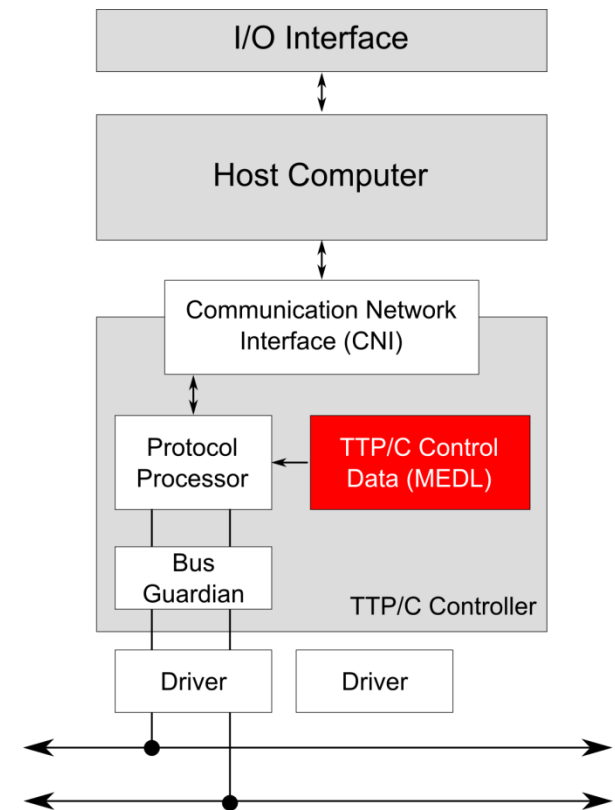 I/O Interface
Host Computer
Communication Network
Interface (CNI)
Protocol
Processor
TTP/C Control
Data (MEDL)
Bus
Guardian
TTP/C Controller
Driver
Driver